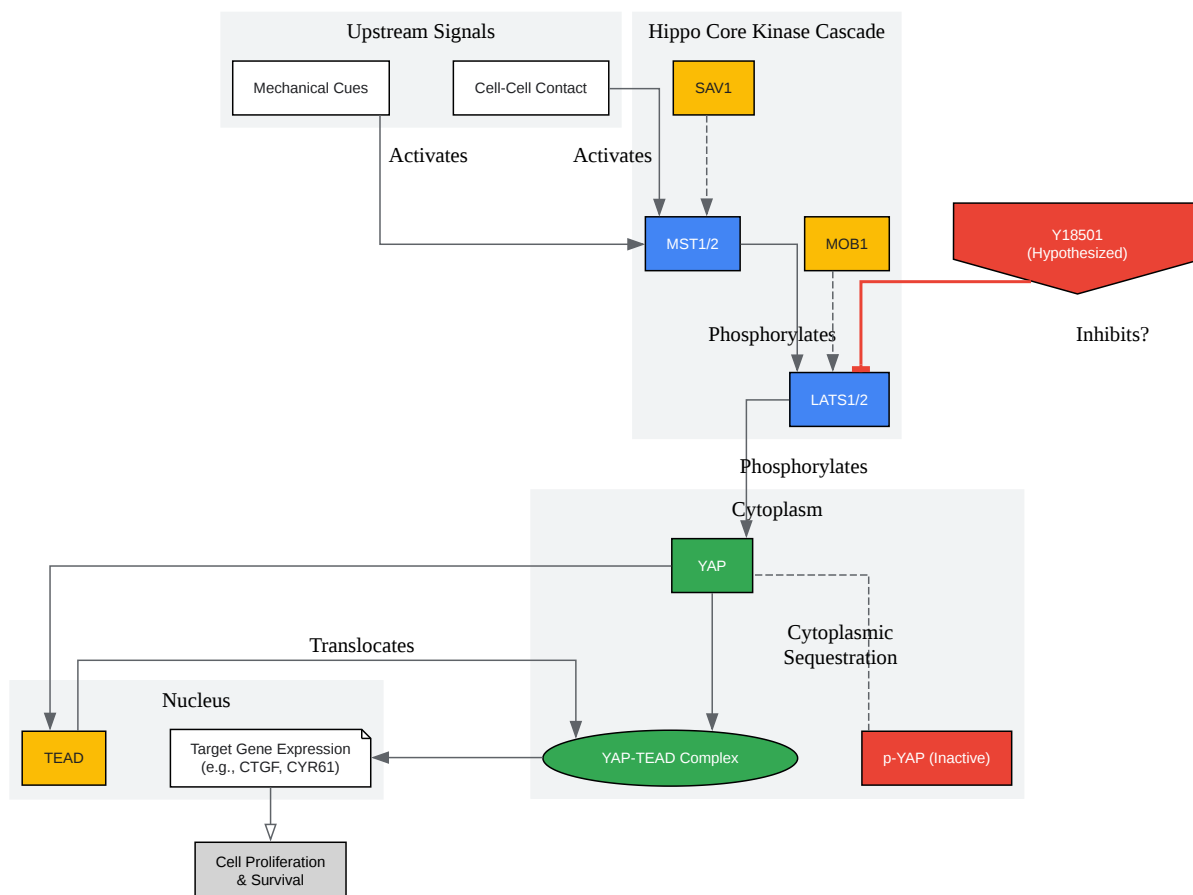 Upstream Signals
Hippo Core Kinase Cascade
Mechanical Cues
Cell-Cell Contact
SAV1
Activates
Activates
MST1/2
MOB1
Y18501
(Hypothesized)
Phosphorylates
Inhibits?
LATS1/2
Phosphorylates
Cytoplasm
YAP
Translocates
Cytoplasmic
Sequestration
Nucleus
TEAD
Target Gene Expression
(e.g., CTGF, CYR61)
YAP-TEAD Complex
p-YAP (Inactive)
Cell Proliferation
& Survival